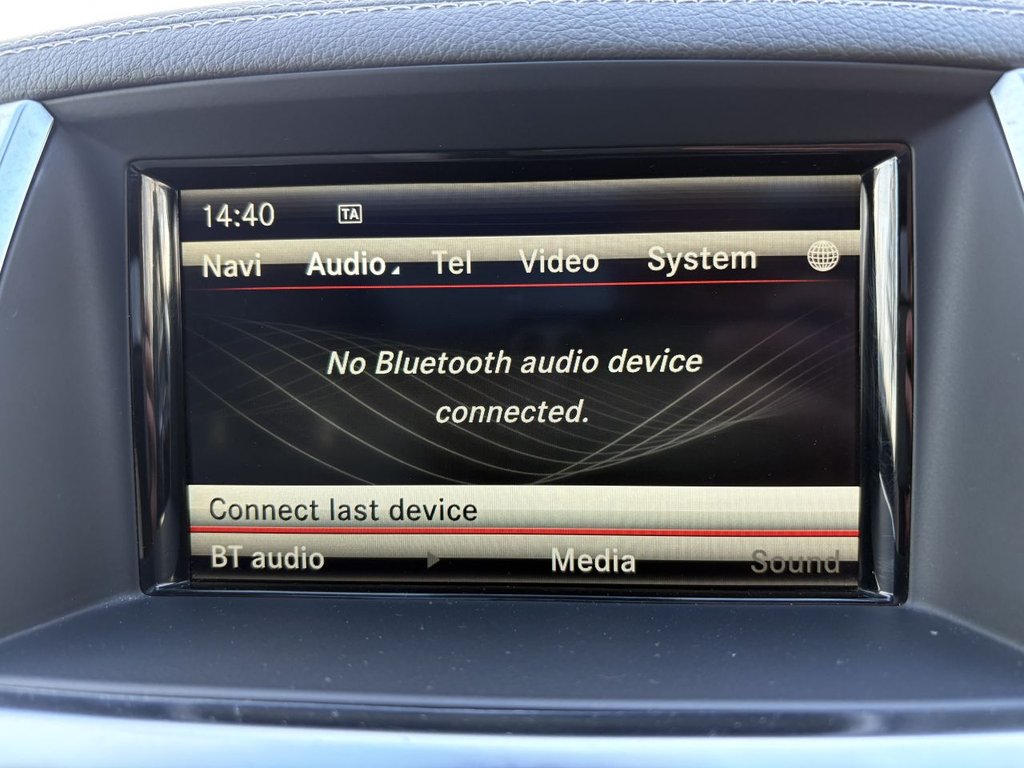 14:40 TA
Navi Audio Tel Video System
No Bluetooth audio device
connected.
Connect last device
BT audio Media Sound